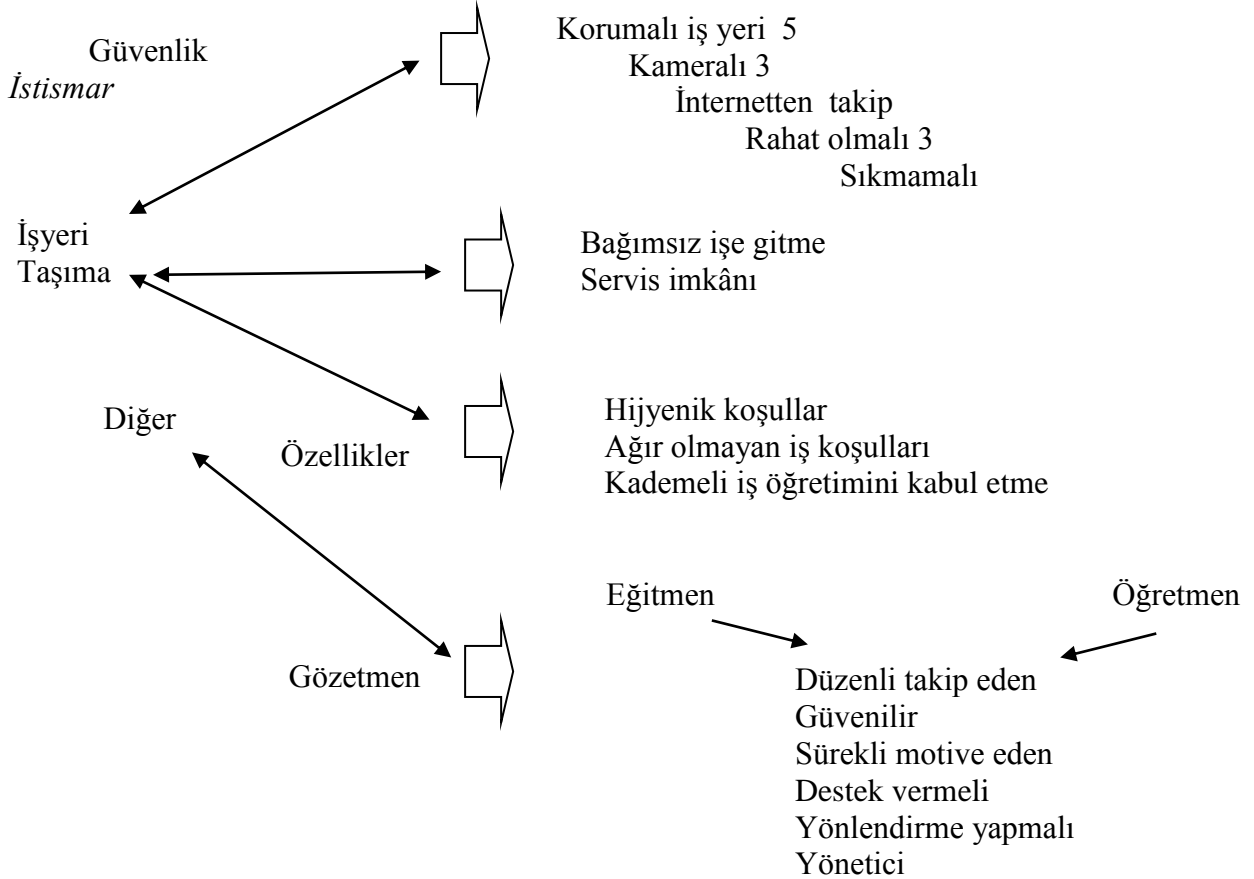 Güvenlik
İstismar
Korumalı iş yeri 5
Kameralı 3
İnternetten takip
Rahat olmalı 3
Sıkmamalı
İşyeri
Taşıma
Bağımsız işe gitme
Servis imkânı
Diğer
Özellikler
Hijyenik koşullar
Ağır olmayan iş koşulları
Kademeli iş öğretimini kabul etme
Eğitmen
Öğretmen
Gözetmen
Düzenli takip eden
Güvenilir
Sürekli motive eden
Destek vermeli
Yönlendirme yapmalı
Yönetici